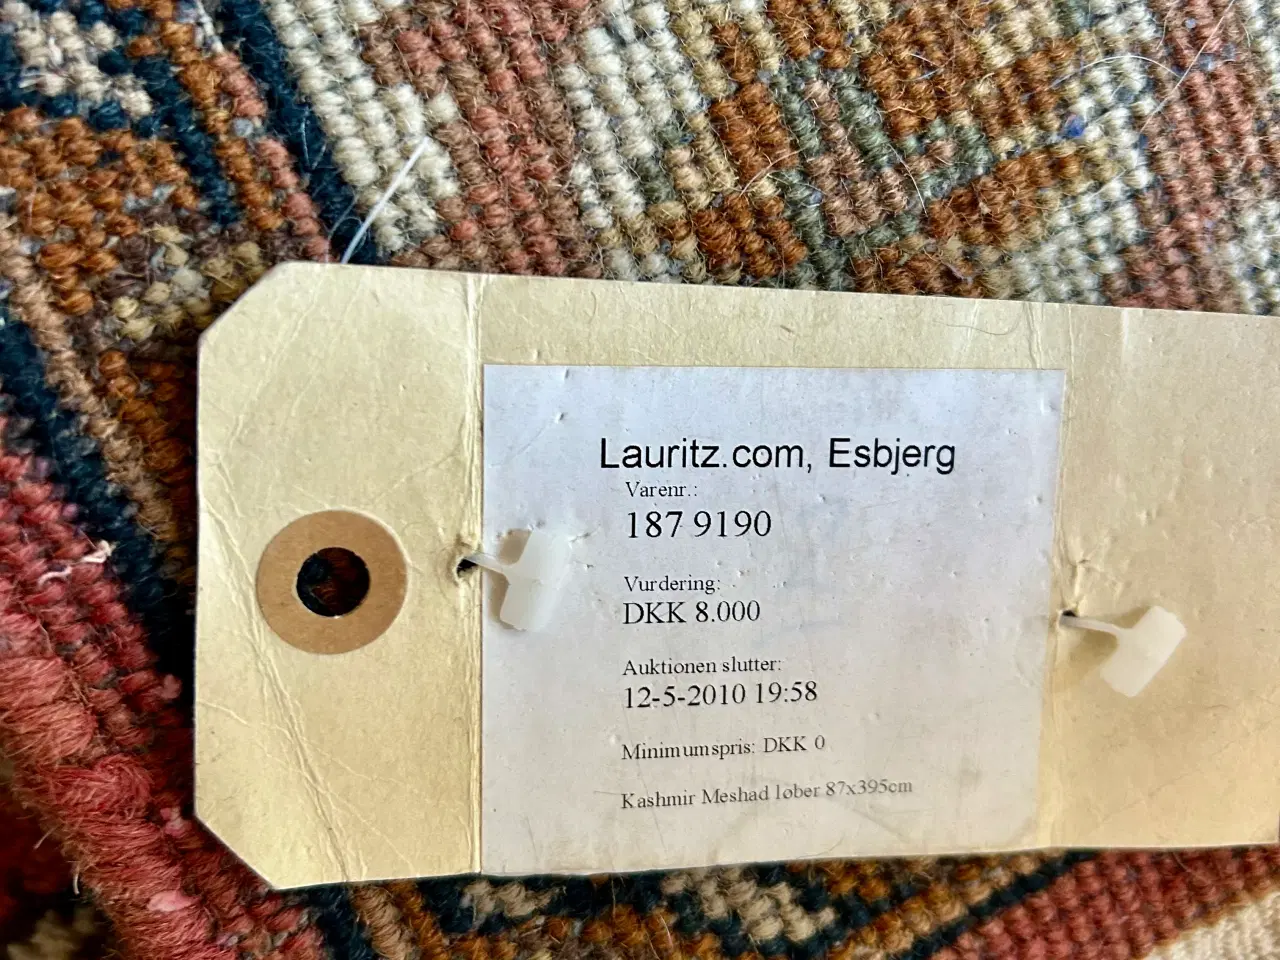 Lauritz.com, Esbjerg
Varenr.:
187 9190
Vurdering:
DKK 8.000
Auktionen slutter:
12-5-2010 19:58
Minimumspris: DKK 0
Kashmir Meshad løber 87x395cm